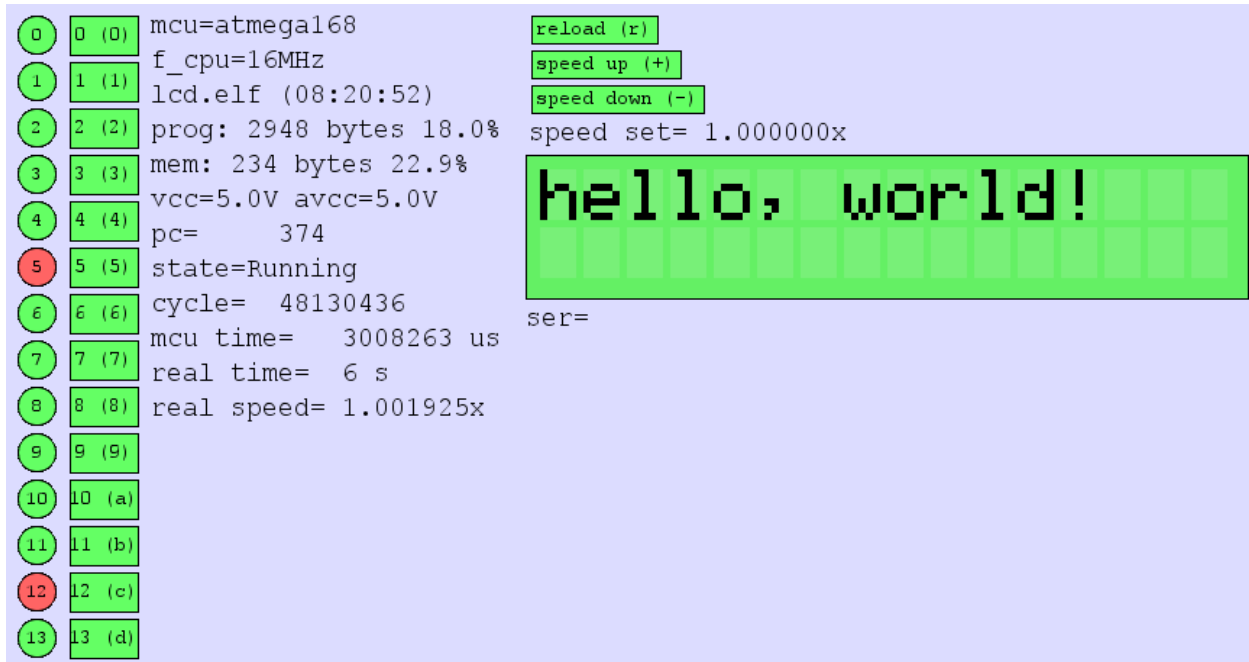 0 0 (0)
1 1 (1)
2 2 (2)
3 3 (3)
4 4 (4)
5 5 (5)
6 6 (6)
7 7 (7)
8 8 (8)
9 9 (9)
10 10 (a)
11 11 (b)
12 12 (c)
13 13 (d)
mcu=atmega168
f_cpu=16MHz
lcd.elf (08:20:52)
prog: 2948 bytes 18.0%
mem: 234 bytes 22.9%
vcc=5.0V avcc=5.0V
pc= 374
state=Running
cycle= 48130436
mcu time= 3008263 us
real time= 6 s
real speed= 1.001925x
reload (r)
speed up (+)
speed down (-)
speed set= 1.000000x
hello, world!
ser=